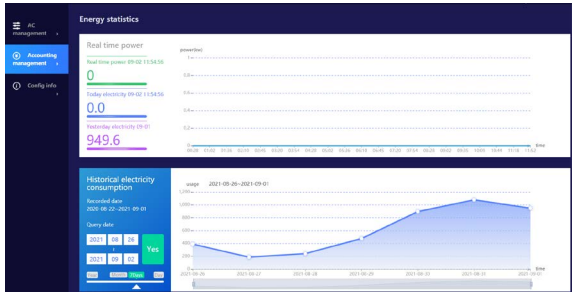 Energy statistics
AC
management
Accounting
management
Config info
Real time power
Real time power 09-02 11:54:56
0
Today electricity 09-02 11:54:56
0.0
Yesterday electricity 09-01
949.6
power(kw)
1
0.8
0.6
0.4
0.2
0
time
Historical electricity
consumption
Recorded date
2020-08-22~2021-09-01
Query date
2021 08 26
2021 09 02
Yes
usage 2021-08-26~2021-09-01
1,200
1,000
800
600
400
200
0
time
2021-08-26 2021-08-27 2021-08-28 2021-08-29 2021-08-30 2021-08-31 2021-09-01